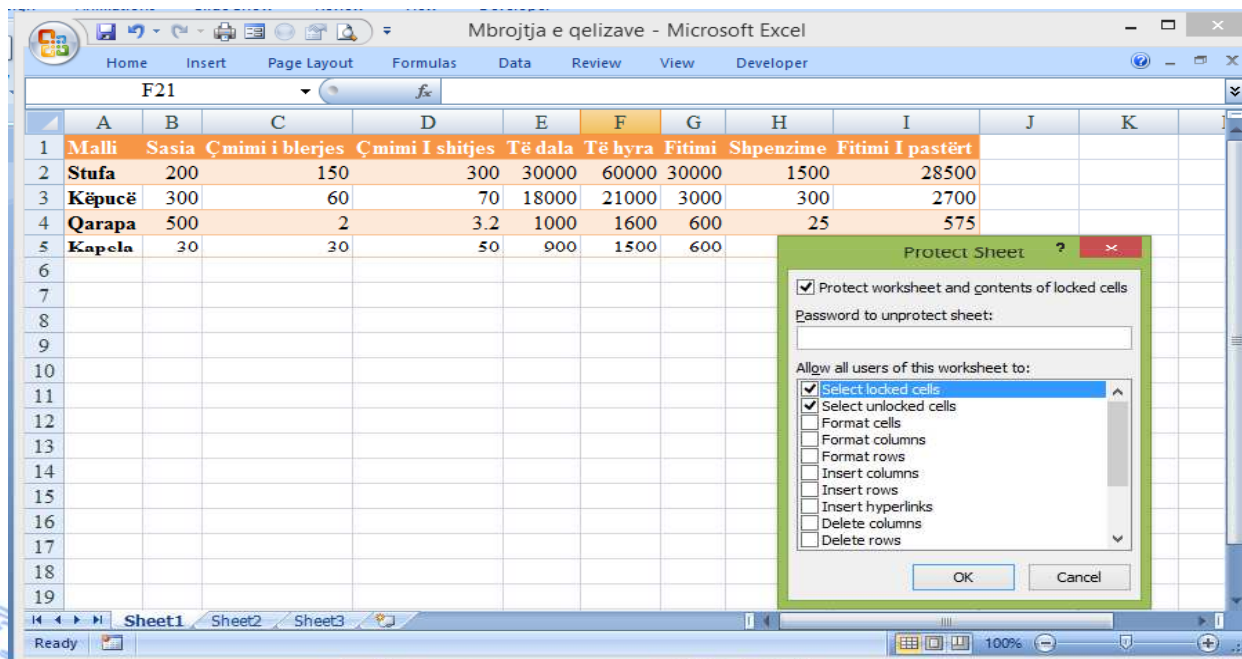 Mbrojtja e qelizave - Microsoft Excel
Home Insert Page Layout Formulas Data Review View Developer
F21 fx
A B C D E F G H I J K
1 Malli Sasia Çmimi i blerjes Çmimi I shitjes Të dala Të hyra Fitimi Shpenzime Fitimi I pastërt
2 Stufa 200 150 300 30000 60000 30000 1500 28500
3 Këpucë 300 60 70 18000 21000 3000 300 2700
4 Qarapa 500 2 3.2 1000 1600 600 25 575
5 Kapela 30 30 50 900 1500 600
6
7
8
9
10
11
12
13
14
15
16
17
18
19
Protect Sheet ?
Protect worksheet and contents of locked cells
Password to unprotect sheet:
Allow all users of this worksheet to:
Select locked cells
Select unlocked cells
Format cells
Format columns
Format rows
Insert columns
Insert rows
Insert hyperlinks
Delete columns
Delete rows
OK Cancel
Sheet1 Sheet2 Sheet3
Ready 100%